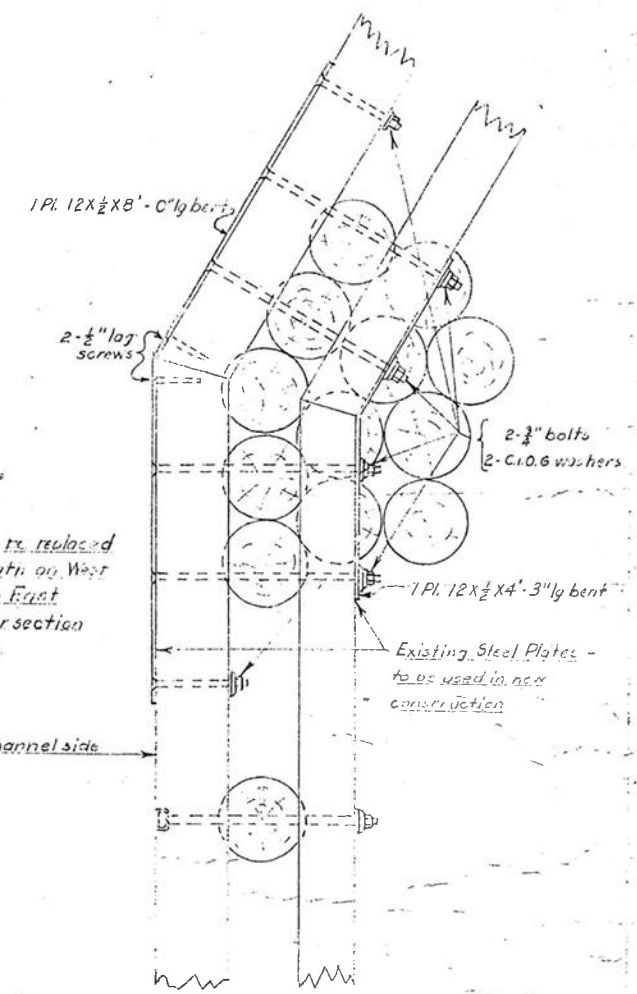 1 Pl. 12 X ½ X 8' - 0" lg bent
2 - ½" lag
screws
2 - ¾" bolts
2 - C.I.O.G washers
replaced
on West
East
section
1 Pl. 12 X ½ X 4' - 3" lg bent
Existing Steel Plates -
to be used in new
construction
channel side